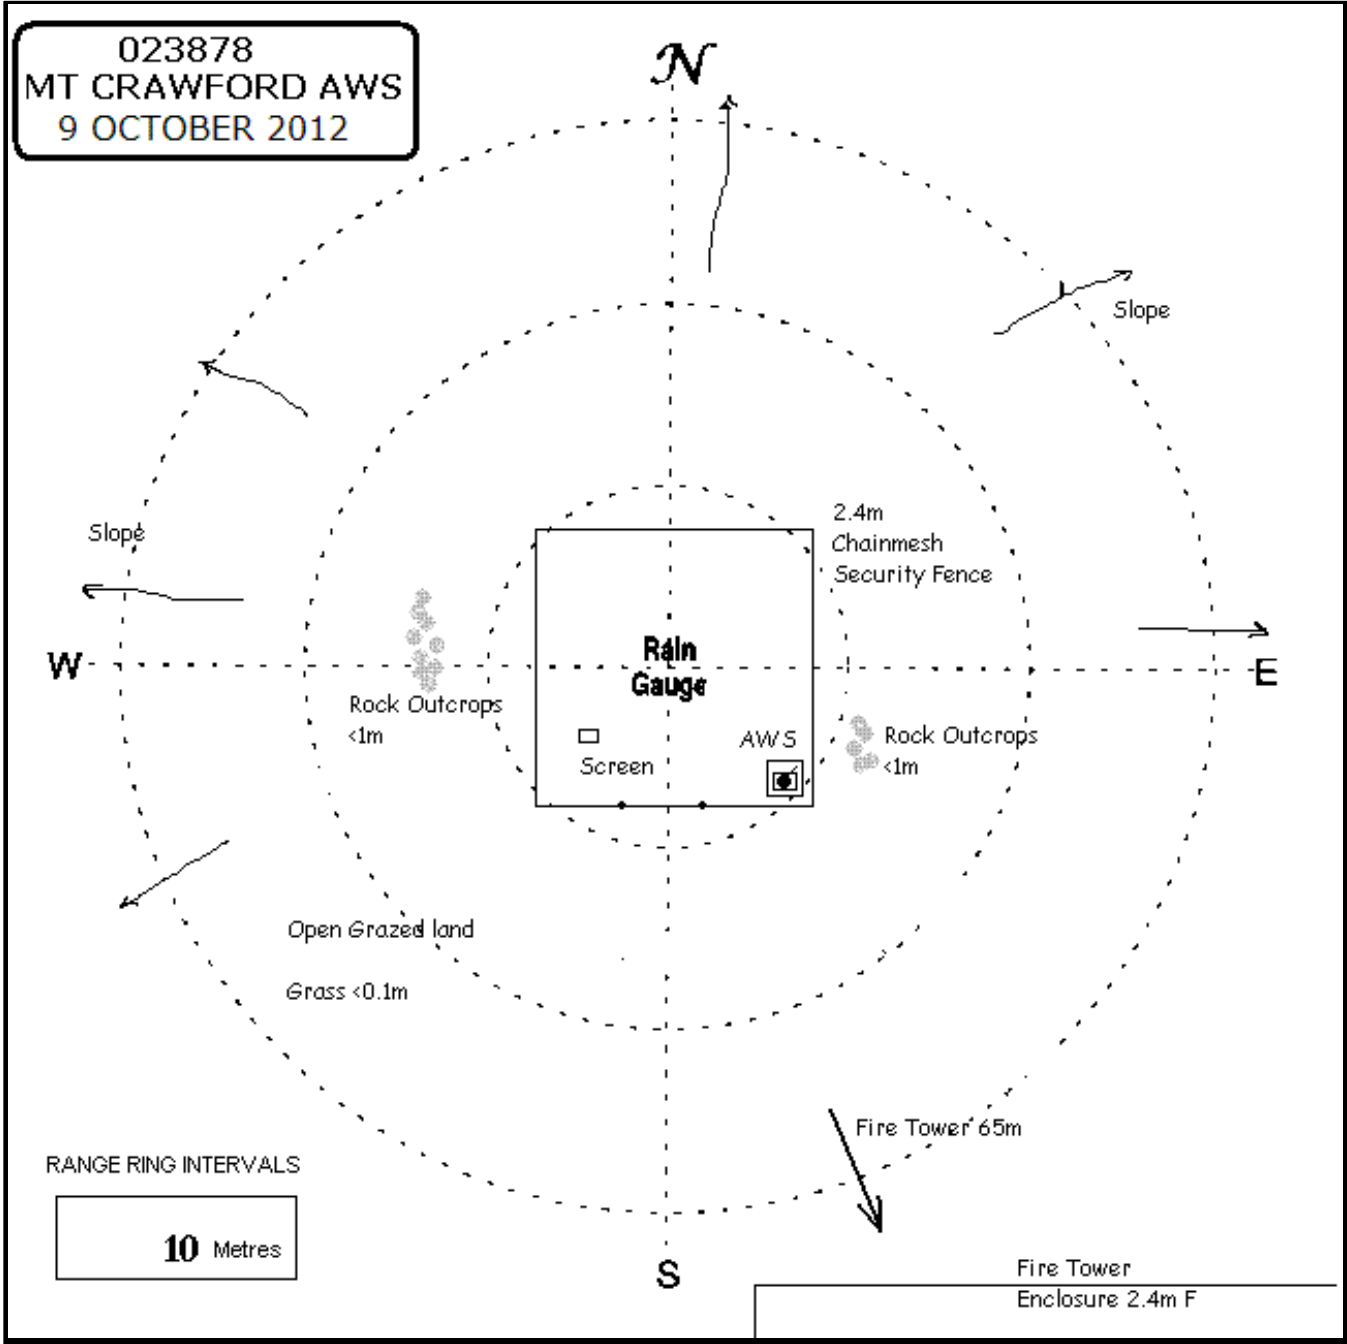 023878
MT CRAWFORD AWS
9 OCTOBER 2012
N
Slope
2.4m
Chainmesh
Security Fence
Slope
W
Rain
Gauge
E
Rock Outcrops
<1m
Screen
AWS
Rock Outcrops
<1m
Open Grazed land
Grass <0.1m
Fire Tower 65m
RANGE RING INTERVALS
10 Metres
S
Fire Tower
Enclosure 2.4m F